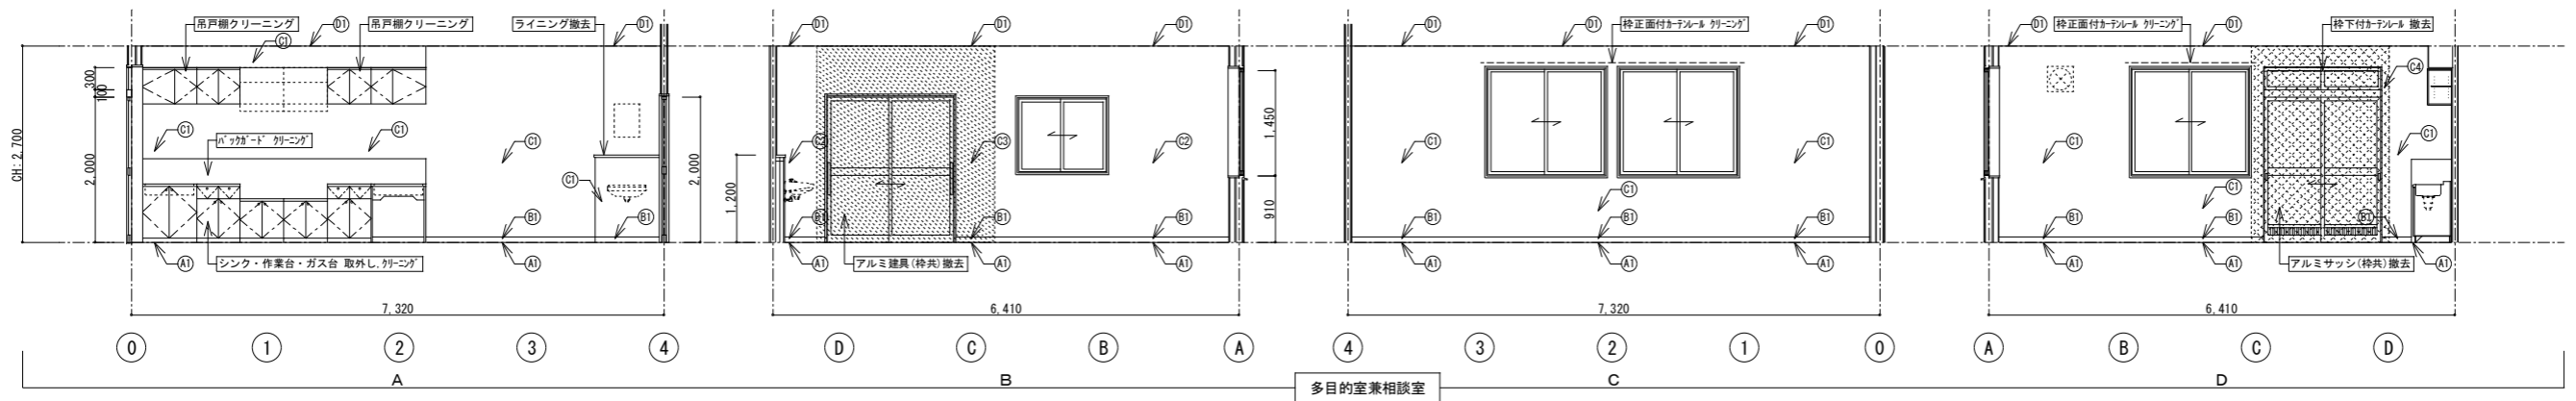 吊戸棚クリーニング
D1
吊戸棚クリーニング
ライニング撤去
D1
D1
D1
D1
D1
D1
枠正面付カーテンレール クリーニング
D1
D1
枠正面付カーテンレール クリーニング
D1
枠下付カーテンレール 撤去
C1
C4
300
100
CH:2,700
2,000
C1
バックガード クリーニング
C1
C1
C1
2,000
1,200
C3
C2
1,450
910
C1
C1
C1
C1
C1
C1
B1
B1
B1
B1
B1
B1
B1
B1
B1
B1
B1
A1
シンク・作業台・ガス台 取外し,クリーニング
A1
アルミ建具(枠共)撤去
A1
A1
A1
A1
A1
A1
A1
アルミサッシ(枠共)撤去
A1
7,320
6,410
7,320
6,410
0
1
2
3
4
D
C
B
A
4
3
2
1
0
A
B
C
D
A
B
C
D
多目的室兼相談室